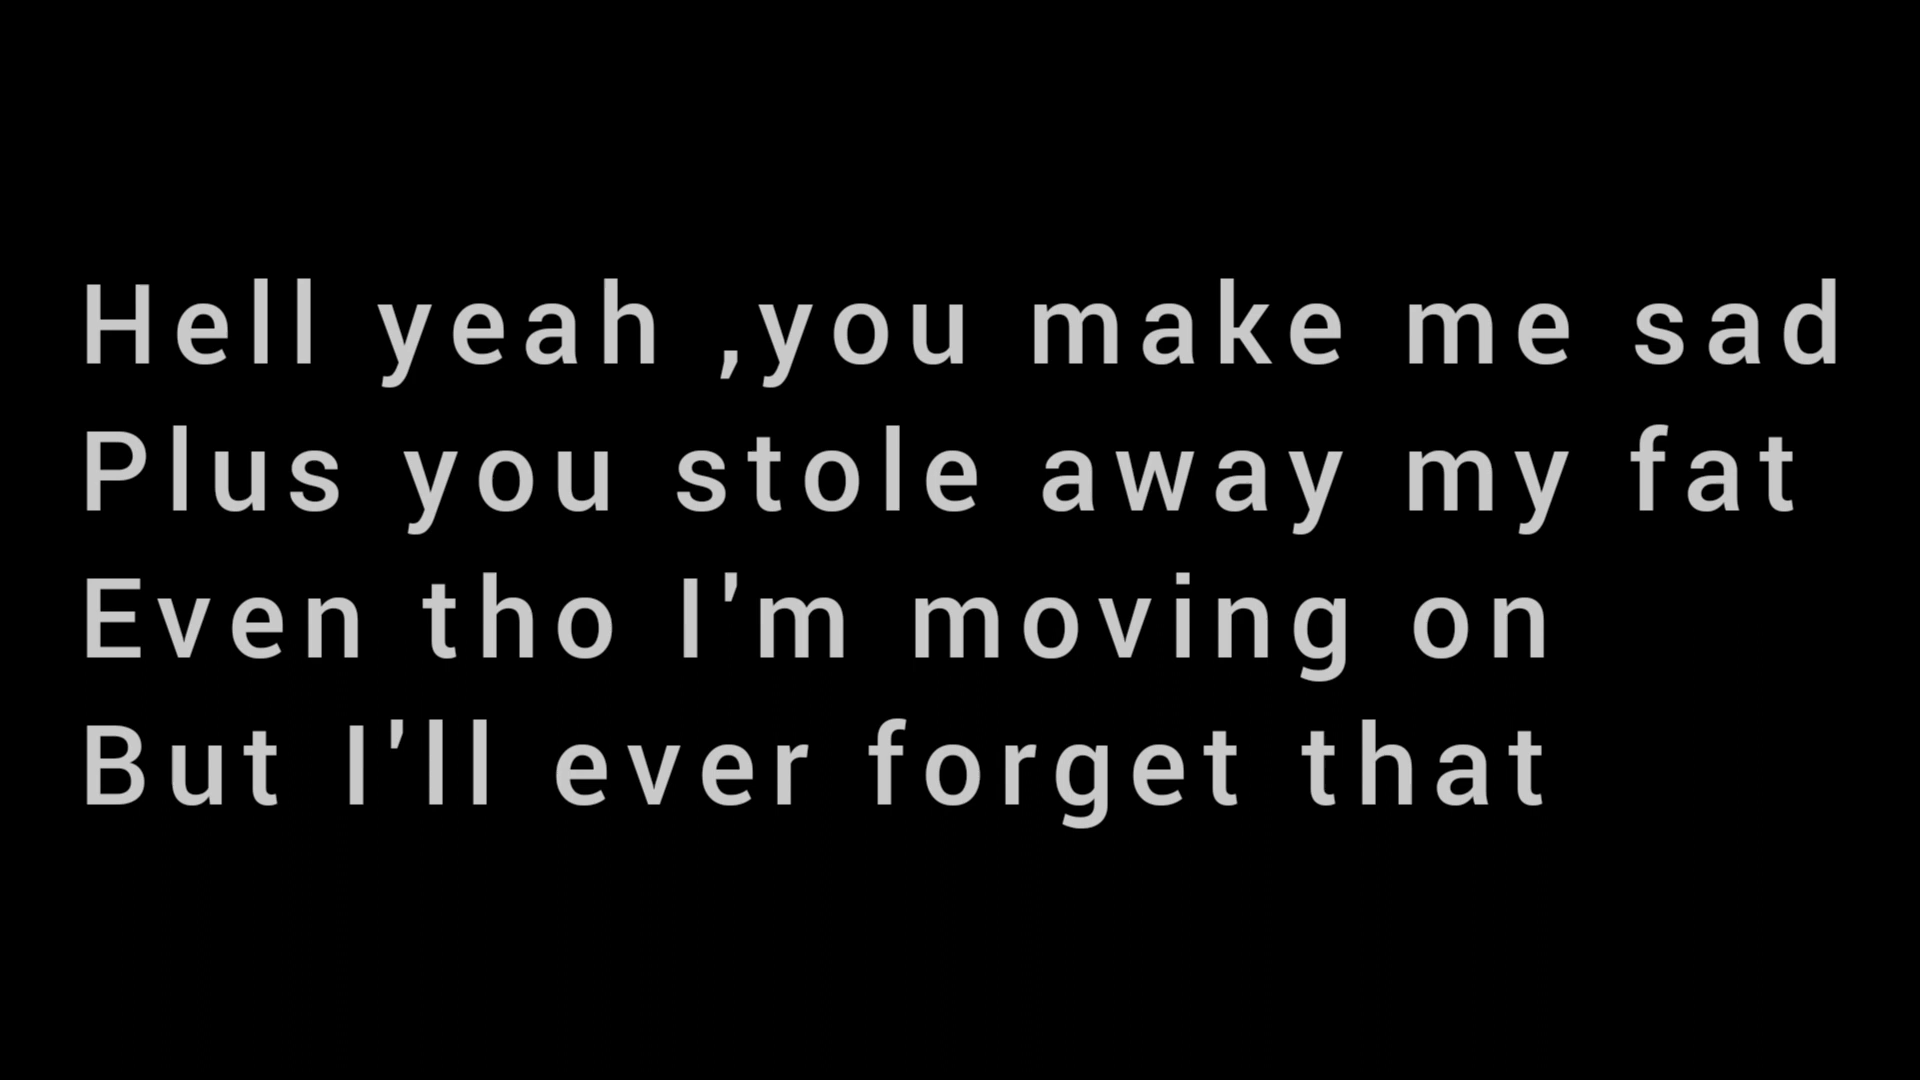 Hell yeah ,you make me sad
Plus you stole away my fat
Even tho I'm moving on
But I'll ever forget that